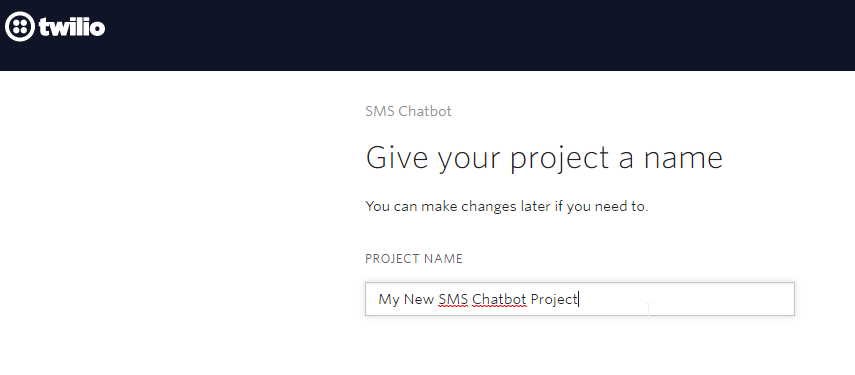 twilio
SMS Chatbot
Give your project a name
You can make changes later if you need to.
PROJECT NAME
My New SMS Chatbot Project